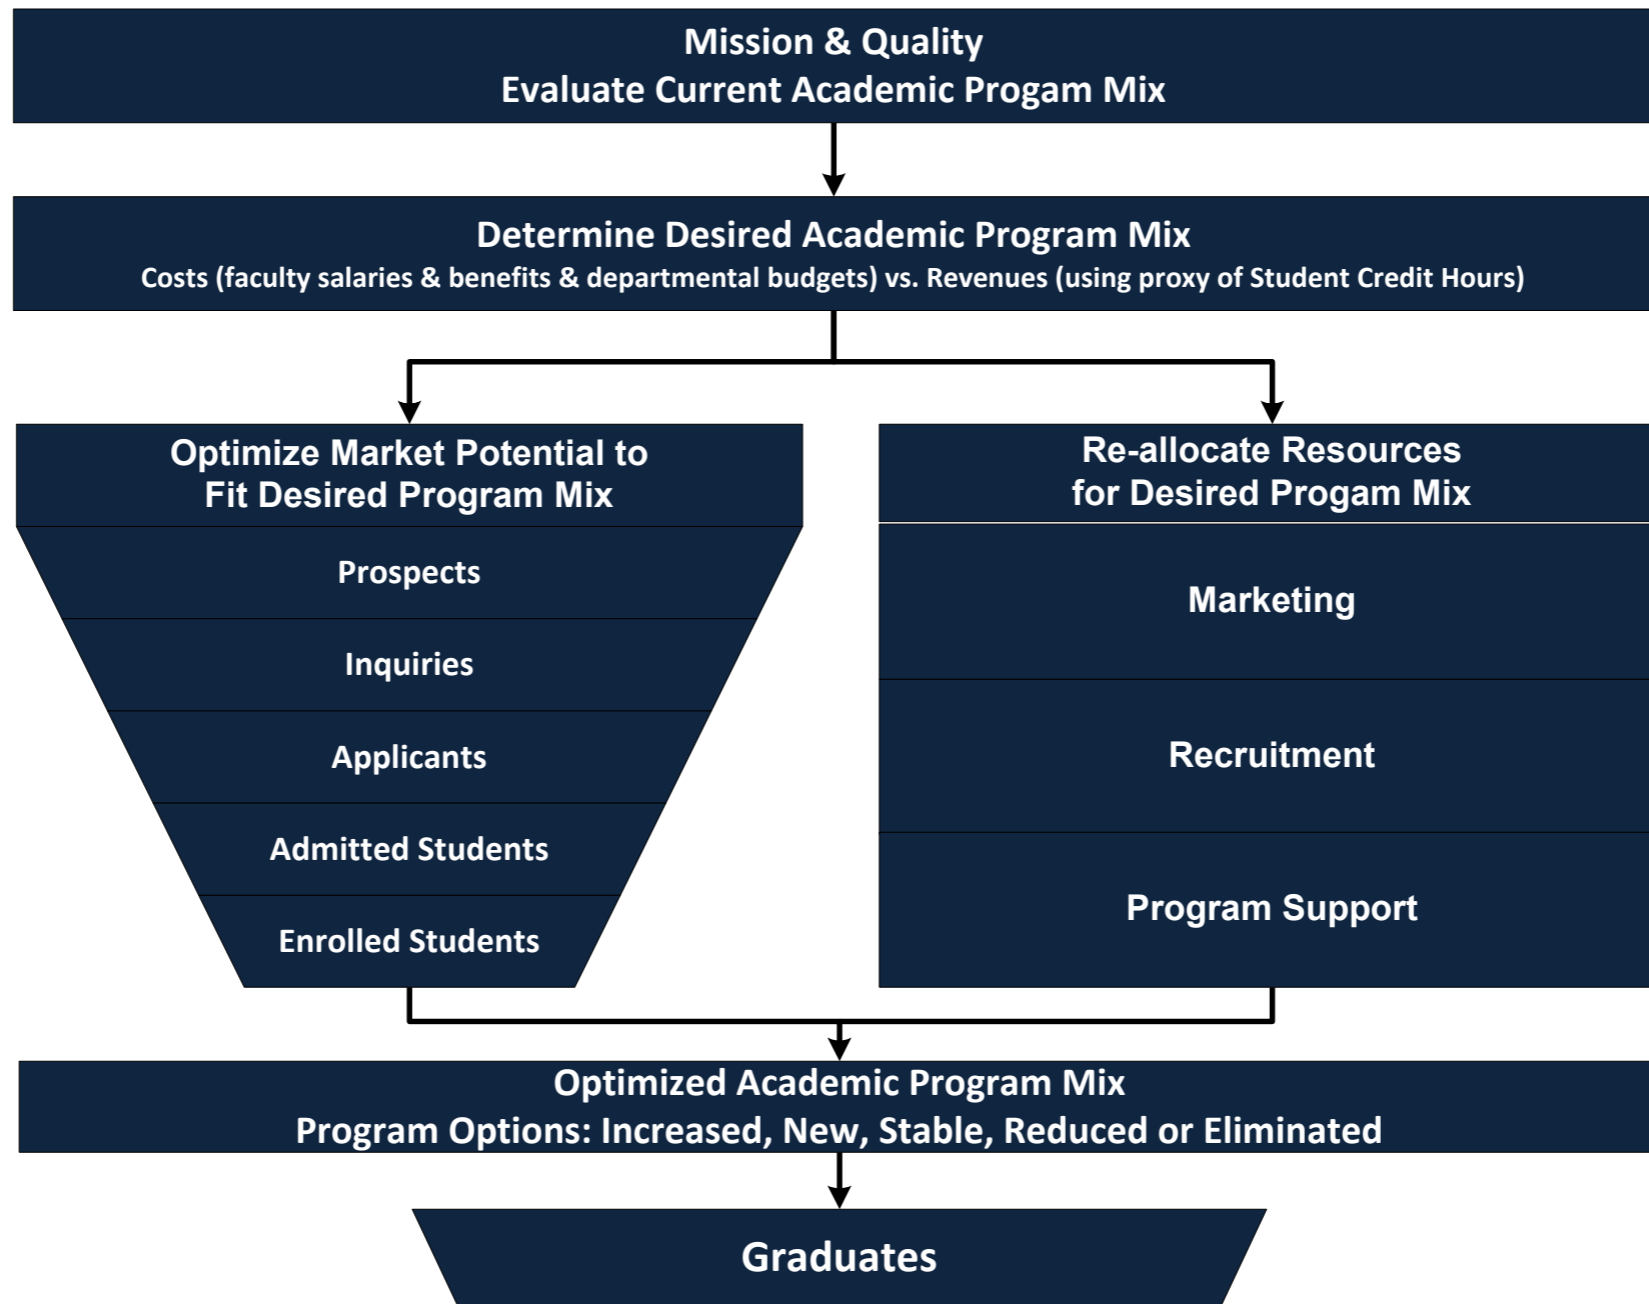 Mission & Quality
Evaluate Current Academic Progam Mix
Determine Desired Academic Program Mix
Costs (faculty salaries & benefits & departmental budgets) vs. Revenues (using proxy of Student Credit Hours)
Optimize Market Potential to
Fit Desired Program Mix
Prospects
Inquiries
Applicants
Admitted Students
Enrolled Students
Re-allocate Resources
for Desired Progam Mix
Marketing
Recruitment
Program Support
Optimized Academic Program Mix
Program Options: Increased, New, Stable, Reduced or Eliminated
Graduates